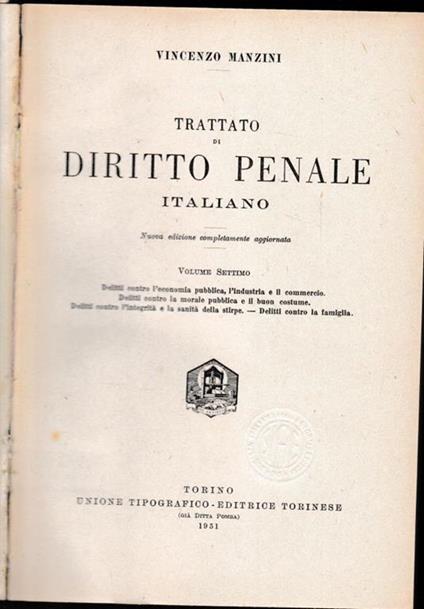 VINCENZO MANZINI
TRATTATO
DI
DIRITTO PENALE
ITALIANO
Nuova edizione completamente aggiornata
VOLUME SETTIMO
Delitti contro l'economia pubblica, l'industria e il commercio.
Delitti contro la morale pubblica e il buon costume.
Delitti contro l'integrità e la sanità della stirpe. — Delitti contro la famiglia.
TORINO
UNIONE TIPOGRAFICO-EDITRICE TORINESE
(GIÀ DITTA POMBA)
1951